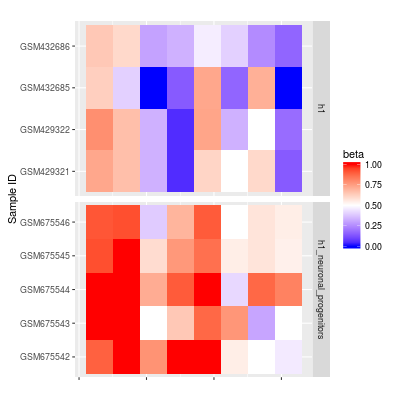 GSM432686
GSM432685
GSM429322
GSM429321
h1
GSM675546
GSM675545
GSM675544
GSM675543
GSM675542
h1_neuronal_progenitors
Sample ID
beta
1.00
0.75
0.50
0.25
0.00